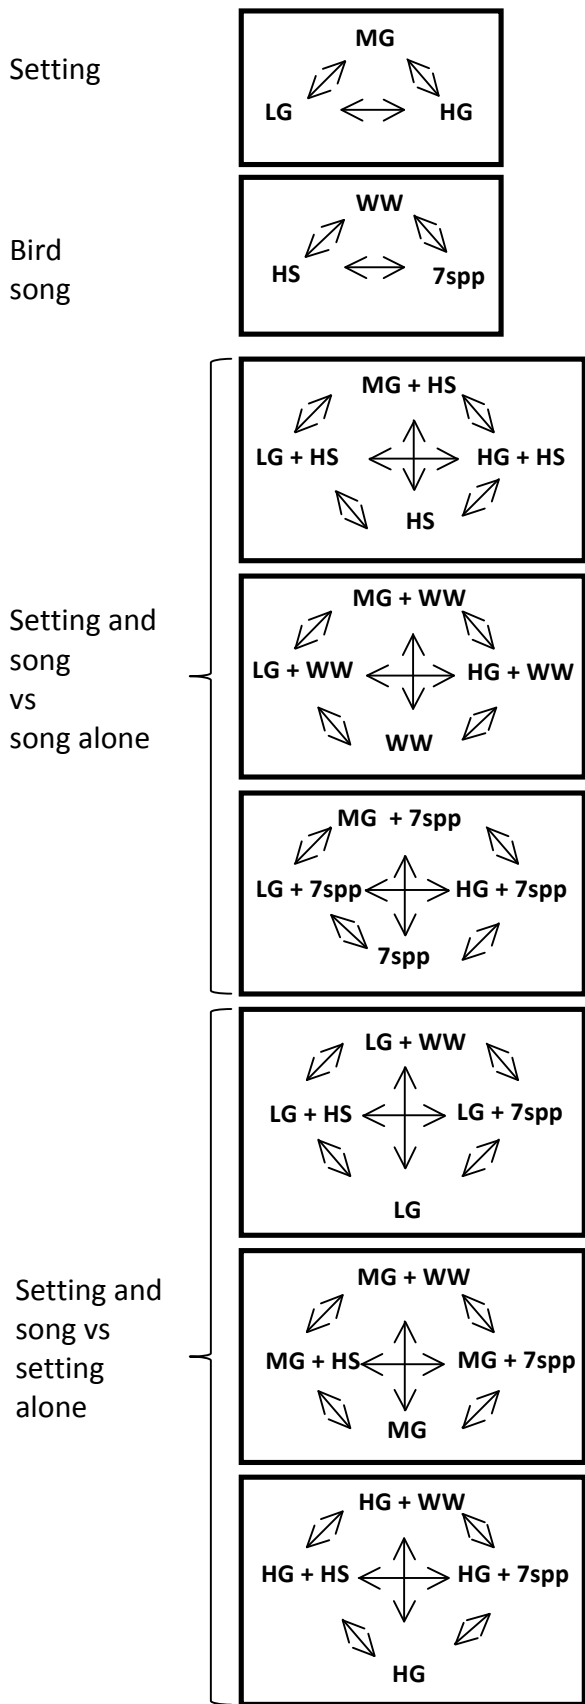 Setting
MG
LG
HG
Bird
song
WW
HS
7spp
Setting and
song
vs
song alone
MG + HS
LG + HS
HG + HS
HS
MG + WW
LG + WW
HG + WW
WW
MG + 7spp
LG + 7spp
HG + 7spp
7spp
Setting and
song vs
setting
alone
LG + WW
LG + HS
LG + 7spp
LG
MG + WW
MG + HS
MG + 7spp
MG
HG + WW
HG + HS
HG + 7spp
HG